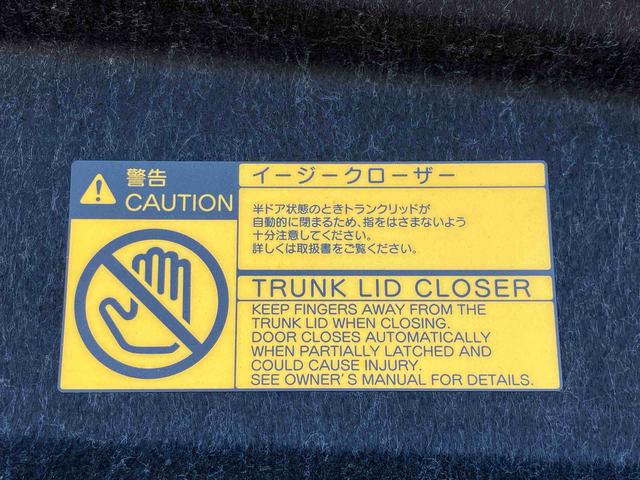 警告
CAUTION
イージークローザー
半ドア状態のときトランクリッドが
自動的に閉まるため、指をはさまないよう
十分注意してください。
詳しくは取扱書をご覧ください。
TRUNK LID CLOSER
KEEP FINGERS AWAY FROM THE
TRUNK LID WHEN CLOSING.
DOOR CLOSES AUTOMATICALLY
WHEN PARTIALLY LATCHED AND
COULD CAUSE INJURY.
SEE OWNER'S MANUAL FOR DETAILS.